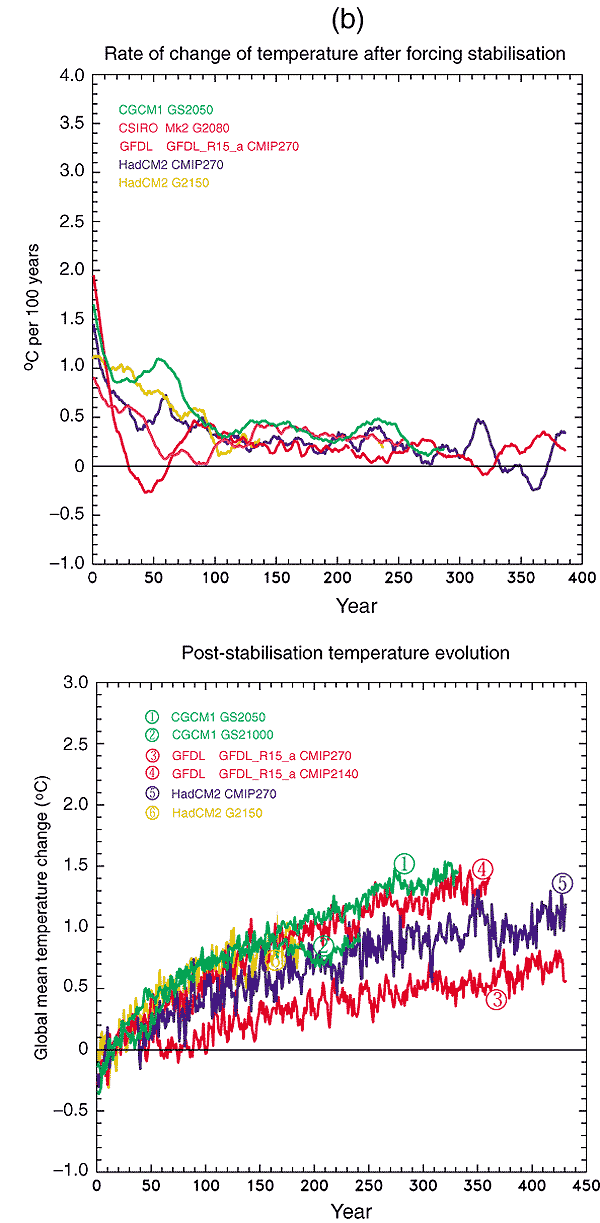 (b)
Rate of change of temperature after forcing stabilisation
4.0
3.5
3.0
2.5
2.0
1.5
1.0
0.5
0
−0.5
−1.0
oC per 100 years
CGCM1 GS2050
CSIRO Mk2 G2080
GFDL GFDL_R15_a CMIP270
HadCM2 CMIP270
HadCM2 G2150
0 50 100 150 200 250 300 350 400
Year
Post-stabilisation temperature evolution
3.0
2.5
2.0
1.5
1.0
0.5
0
−0.5
−1.0
Global mean temperature change (oC)
① CGCM1 GS2050
② CGCM1 GS21000
③ GFDL GFDL_R15_a CMIP270
④ GFDL GFDL_R15_a CMIP2140
⑤ HadCM2 CMIP270
⑥ HadCM2 G2150
①
④
⑤
②
⑥
③
0 50 100 150 200 250 300 350 400 450
Year